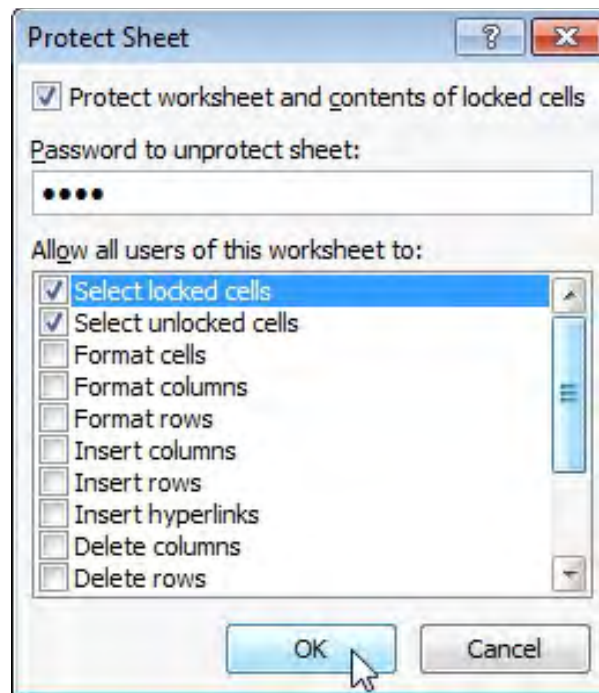 Protect Sheet
Protect worksheet and contents of locked cells
Password to unprotect sheet:
••••
Allow all users of this worksheet to:
Select locked cells
Select unlocked cells
Format cells
Format columns
Format rows
Insert columns
Insert rows
Insert hyperlinks
Delete columns
Delete rows
OK Cancel